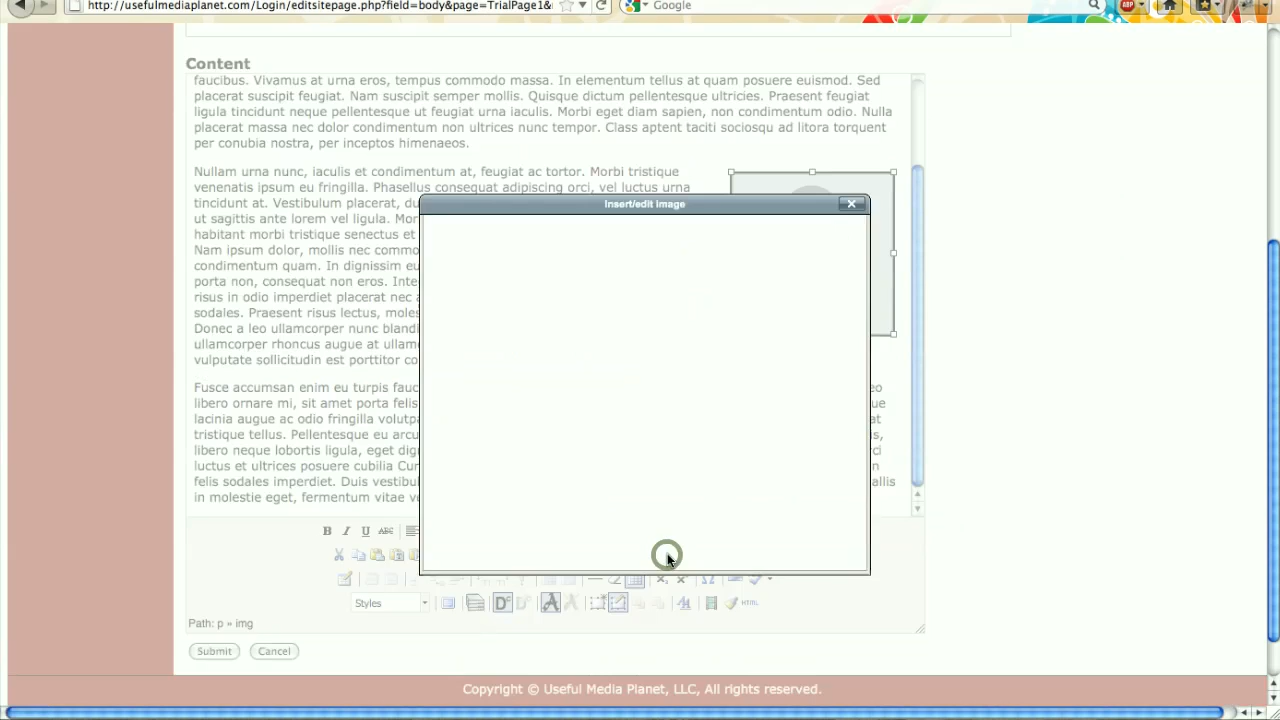 http://usefulmediaplanet.com/Login/editsitepage.php?field=body&page=TrialPage1&
Google
ABP
Content
faucibus. Vivamus at urna eros, tempus commodo massa. In elementum tellus at quam posuere euismod. Sed
placerat suscipit feugiat. Nam suscipit semper mollis. Quisque dictum pellentesque ultricies. Praesent feugiat
ligula tincidunt neque pellentesque ut feugiat urna iaculis. Morbi eget diam sapien, non condimentum odio. Nulla
placerat massa nec dolor condimentum non ultrices nunc tempor. Class aptent taciti sociosqu ad litora torquent
per conubia nostra, per inceptos himenaeos.
Nullam urna nunc, iaculis et condimentum at, feugiat ac tortor. Morbi tristique
venenatis ipsum eu fringilla. Phasellus consequat adipiscing orci, vel luctus urna
tincidunt at. Vestibulum placerat, du
ut sagittis ante lorem vel ligula. Mor
habitant morbi tristique senectus et
Nam ipsum dolor, mollis nec commo
condimentum quam. In dignissim eu
porta non, consequat non eros. Inte
risus in odio imperdiet placerat nec a
sodales. Praesent risus lectus, moles
Donec a leo ullamcorper nunc blandi
ullamcorper rhoncus augue at ullam
vulputate sollicitudin est porttitor co
Insert/edit image
Fusce accumsan enim eu turpis fauc eo
libero ornare mi, sit amet porta felis ue
lacinia augue ac odio fringilla volutpa at
tristique tellus. Pellentesque eu arcu s,
libero neque lobortis ligula, eget dig rci
luctus et ultrices posuere cubilia Cur n
felis sodales imperdiet. Duis vestibul allis
in molestie eget, fermentum vitae ve
B I U ABC
Styles HTML
Path: p » img
Submit Cancel
Copyright © Useful Media Planet, LLC, All rights reserved.